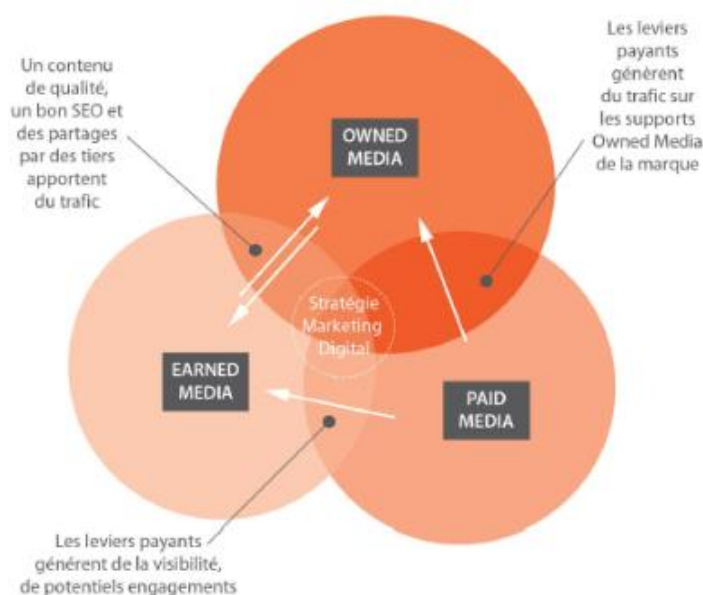 Un contenu
de qualité,
un bon SEO et
des partages
par des tiers
apportent
du trafic
OWNED
MEDIA
Les leviers
payants
génèrent
du trafic sur
les supports
Owned Media
de la marque
Stratégie
Marketing
Digital
EARNED
MEDIA
PAID
MEDIA
Les leviers payants
générent de la visibilité,
de potentiels engagements